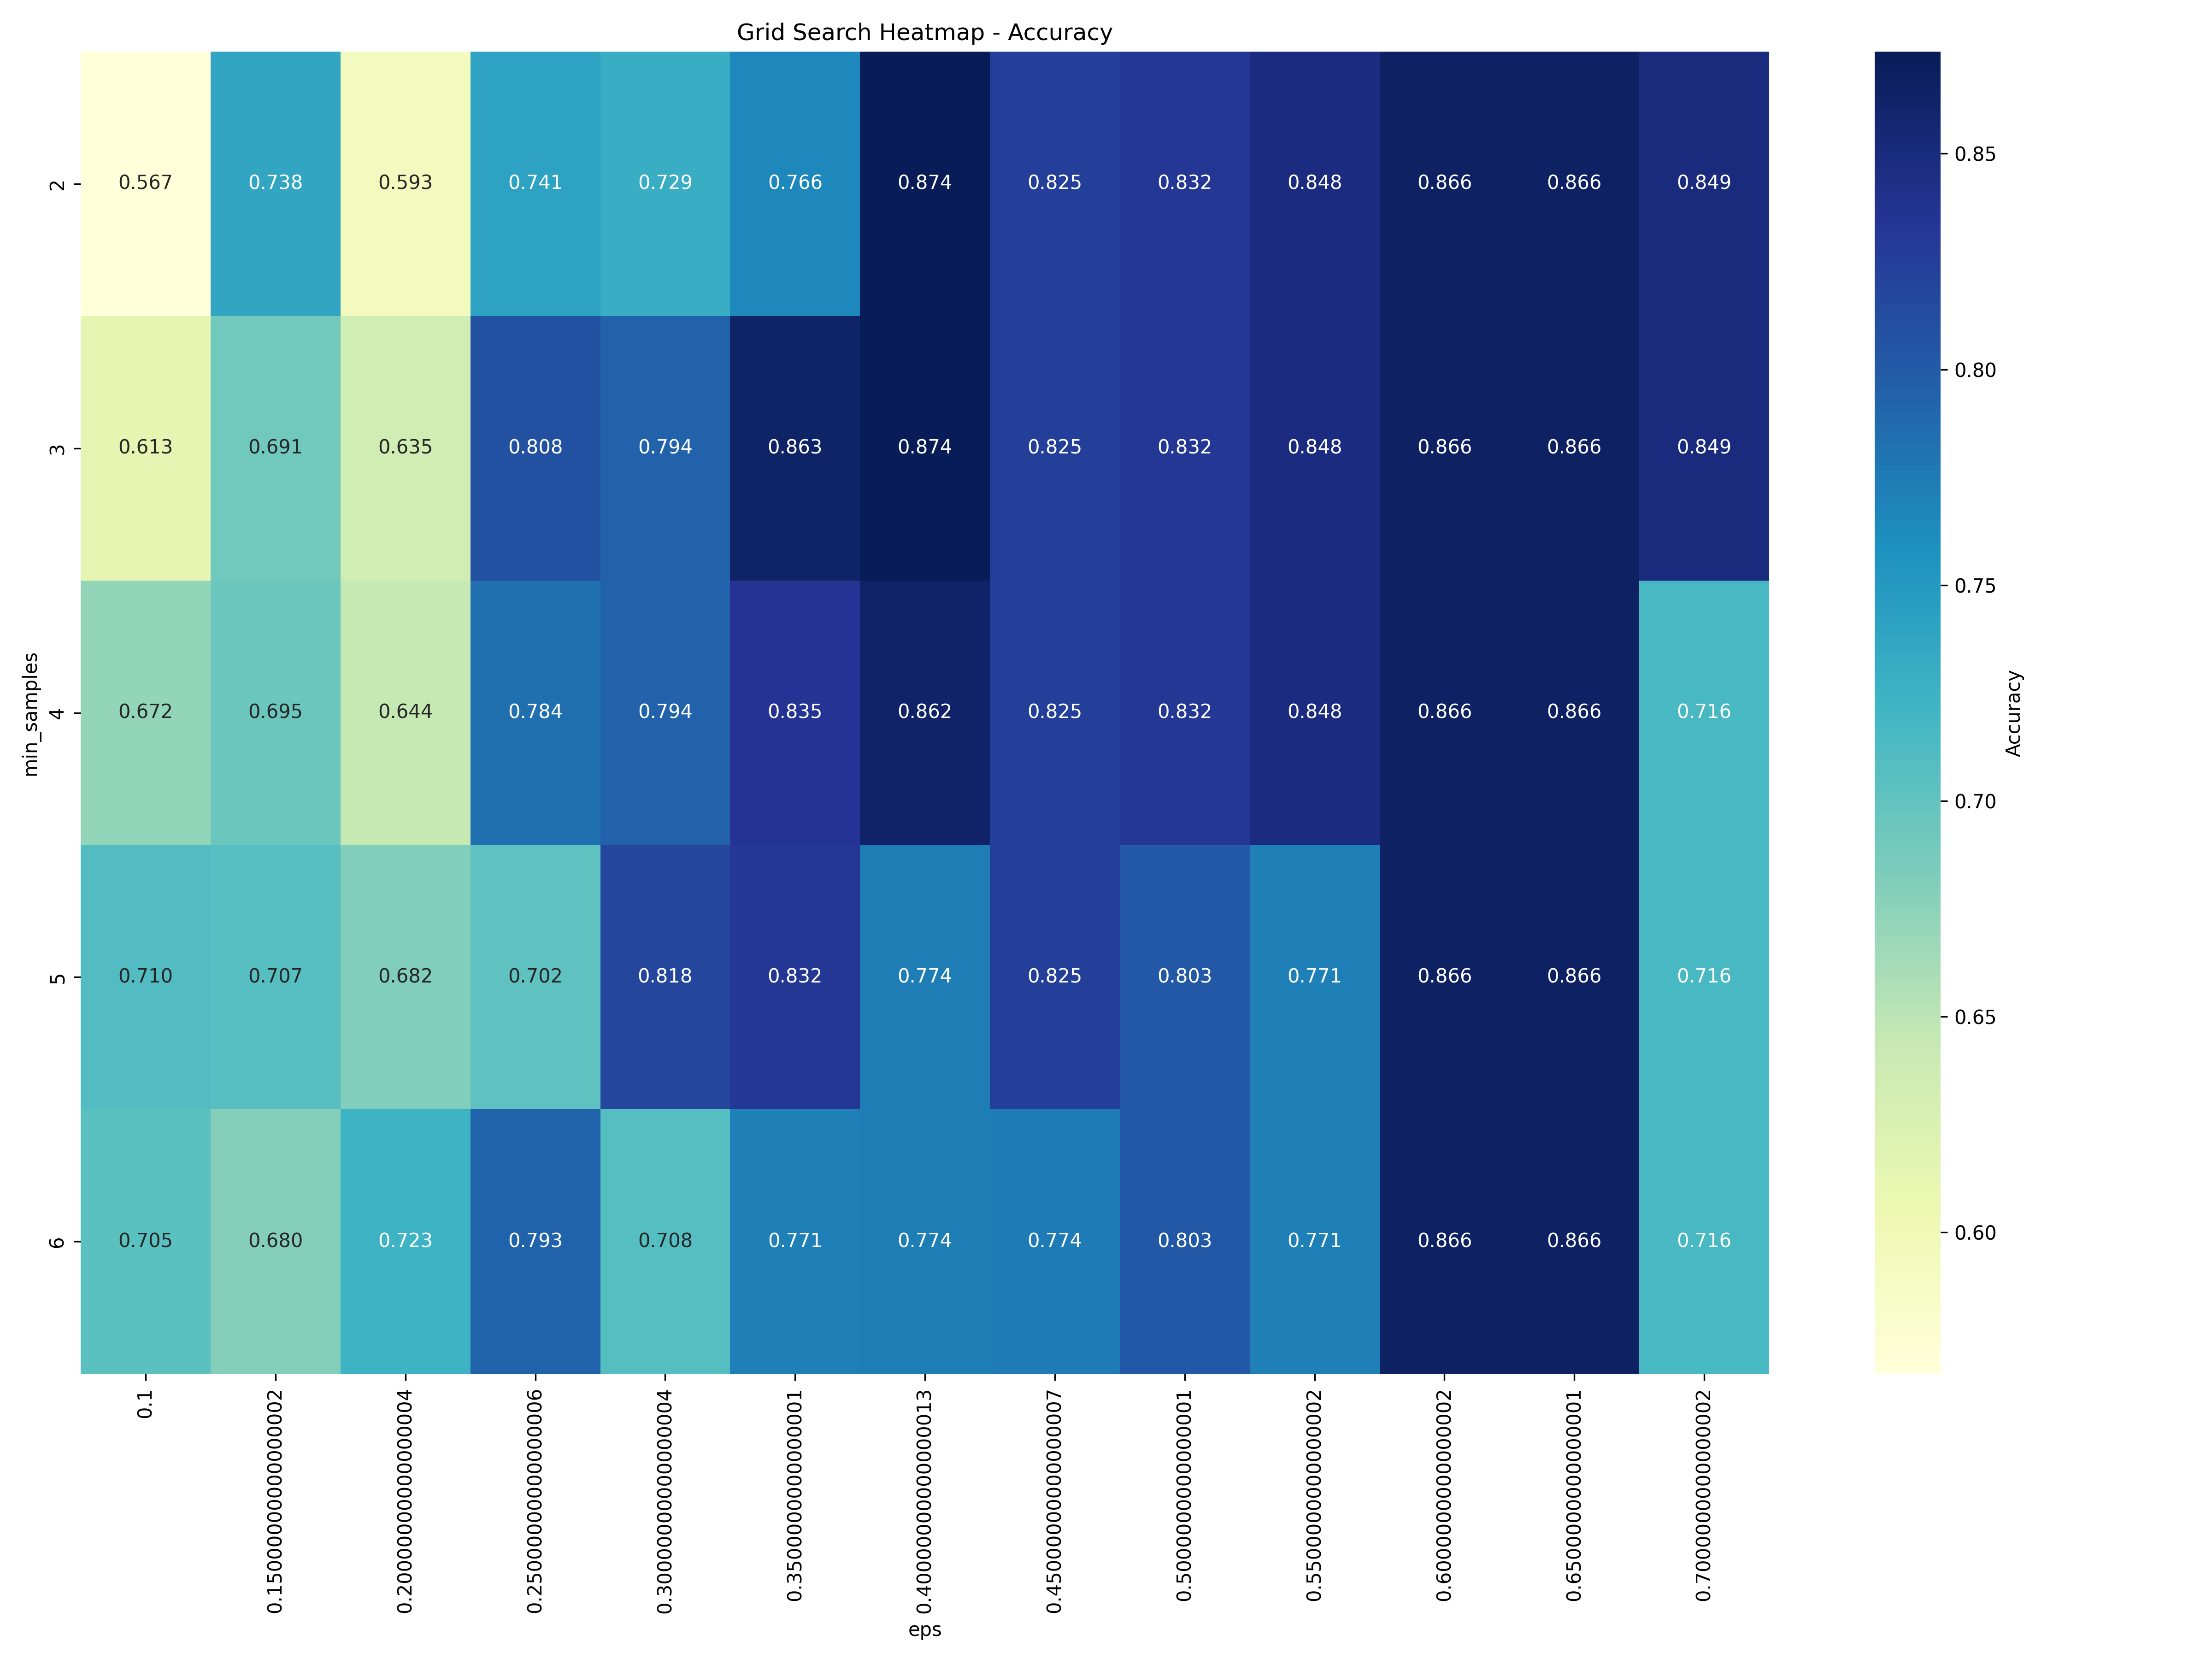 Grid Search Heatmap - Accuracy
2 0.567 0.738 0.593 0.741 0.729 0.766 0.874 0.825 0.832 0.848 0.866 0.866 0.849
3 0.613 0.691 0.635 0.808 0.794 0.863 0.874 0.825 0.832 0.848 0.866 0.866 0.849
4 0.672 0.695 0.644 0.784 0.794 0.835 0.862 0.825 0.832 0.848 0.866 0.866 0.716
5 0.710 0.707 0.682 0.702 0.818 0.832 0.774 0.825 0.803 0.771 0.866 0.866 0.716
6 0.705 0.680 0.723 0.793 0.708 0.771 0.774 0.774 0.803 0.771 0.866 0.866 0.716
min_samples
0.1
0.15000000000000002
0.20000000000000004
0.25000000000000006
0.30000000000000004
0.3500000000000001
0.40000000000000013
0.45000000000000007
0.5000000000000001
0.5500000000000002
0.6000000000000002
0.6500000000000001
0.7000000000000002
eps
0.85
0.80
0.75
0.70
0.65
0.60
Accuracy